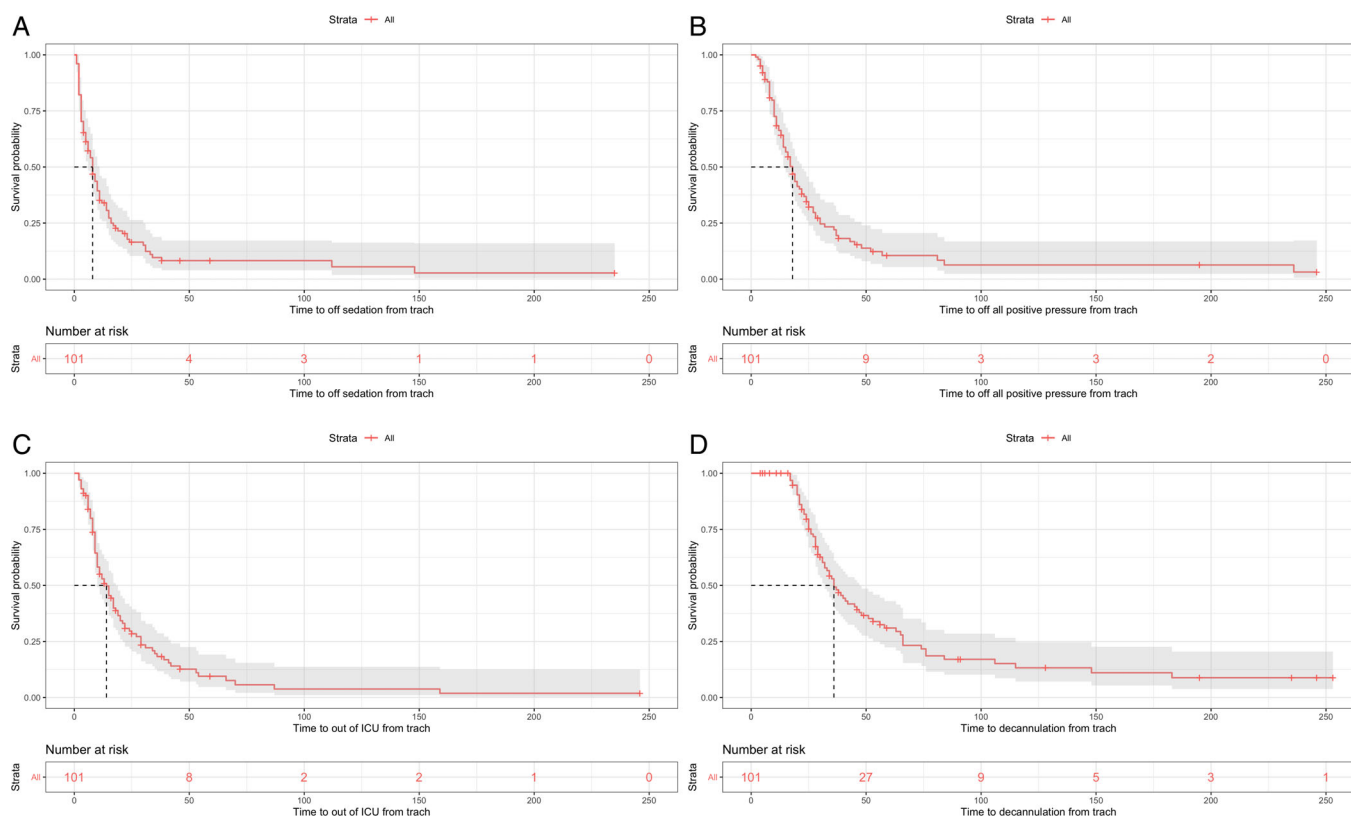 A
Strata All
Survival probability
1.00
0.75
0.50
0.25
0.00
0 50 100 150 200 250
Time to off sedation from trach
Number at risk
Strata
All 101 4 3 1 1 0
0 50 100 150 200 250
Time to off sedation from trach
B
Strata All
Survival probability
1.00
0.75
0.50
0.25
0.00
0 50 100 150 200 250
Time to off all positive pressure from trach
Number at risk
Strata
All 101 9 3 3 2 0
0 50 100 150 200 250
Time to off all positive pressure from trach
C
Strata All
Survival probability
1.00
0.75
0.50
0.25
0.00
0 50 100 150 200 250
Time to out of ICU from trach
Number at risk
Strata
All 101 8 2 2 1 0
0 50 100 150 200 250
Time to out of ICU from trach
D
Strata All
Survival probability
1.00
0.75
0.50
0.25
0.00
0 50 100 150 200 250
Time to decannulation from trach
Number at risk
Strata
All 101 27 9 5 3 1
0 50 100 150 200 250
Time to decannulation from trach